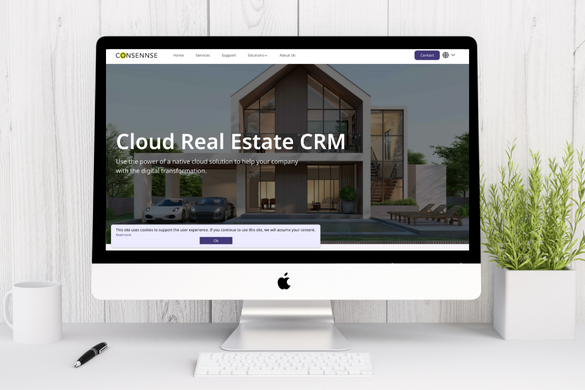 CONSENNSE
Home Services Support Solutions About Us Contact
Cloud Real Estate CRM
Use the power of a native cloud solution to help your company
with the digital transformation.
This site uses cookies to support the user experience. If you continue to use this site, we will assume your consent.
Read more
Ok